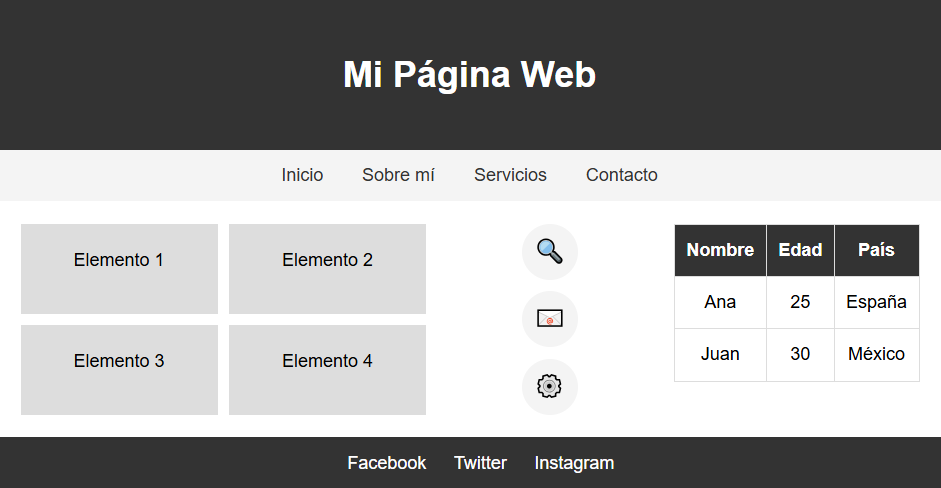 Mi Página Web
Inicio Sobre mí Servicios Contacto
Elemento 1 Elemento 2
Elemento 3 Elemento 4
Nombre Edad País
Ana 25 España
Juan 30 México
Facebook Twitter Instagram